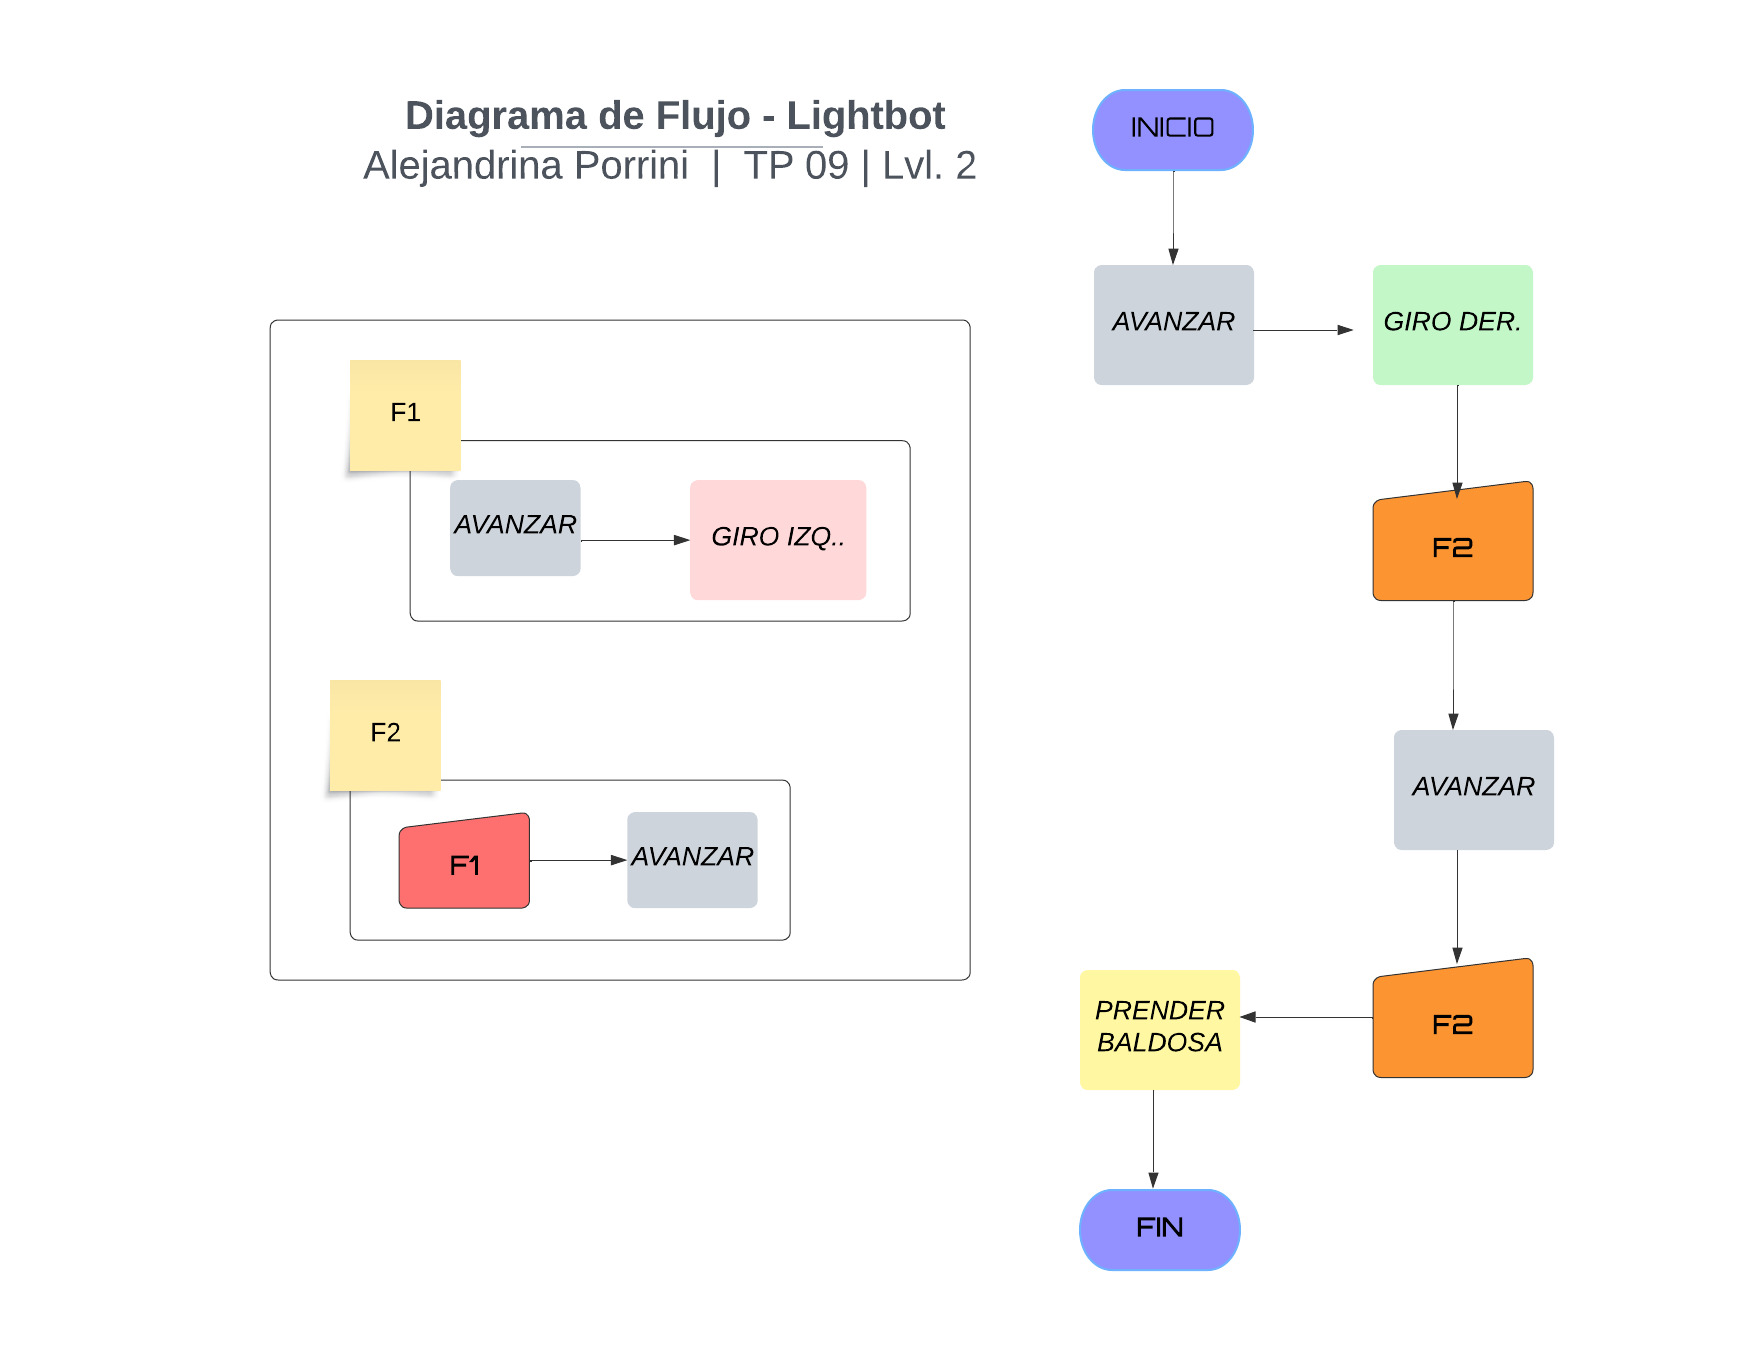 Diagrama de Flujo - Lightbot
Alejandrina Porrini | TP 09 | Lvl. 2
INICIO
AVANZAR
GIRO DER.
F2
AVANZAR
F2
PRENDER
BALDOSA
FIN
F1
AVANZAR
GIRO IZQ..
F2
F1
AVANZAR